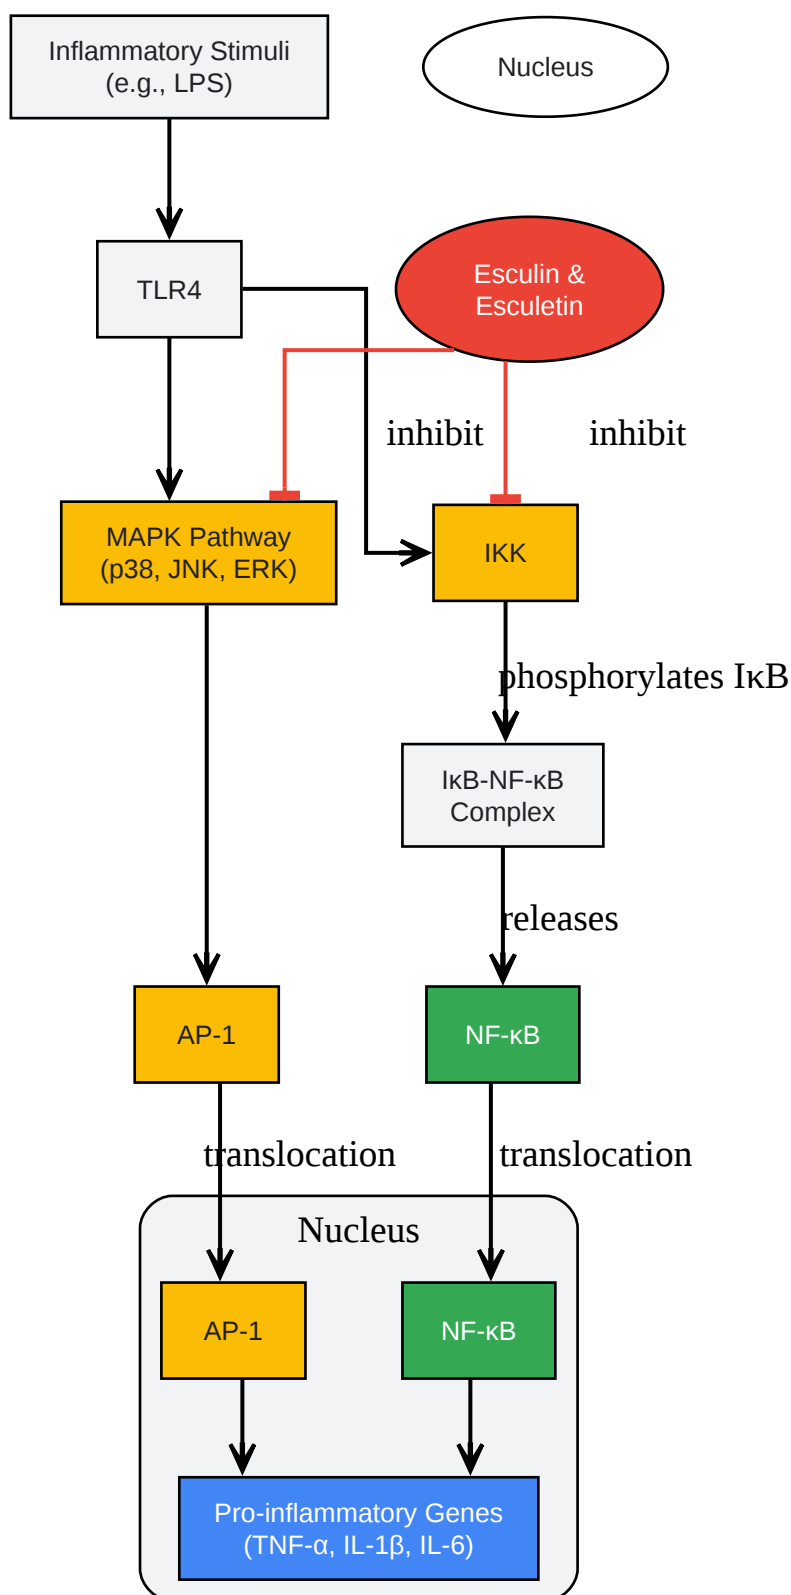 Inflammatory Stimuli
(e.g., LPS)
Nucleus
TLR4
Esculin &
Esculetin
inhibit
inhibit
MAPK Pathway
(p38, JNK, ERK)
IKK
phosphorylates IκB
IκB-NF-κB
Complex
releases
AP-1
NF-κB
translocation
translocation
Nucleus
AP-1
NF-κB
Pro-inflammatory Genes
(TNF-α, IL-1β, IL-6)